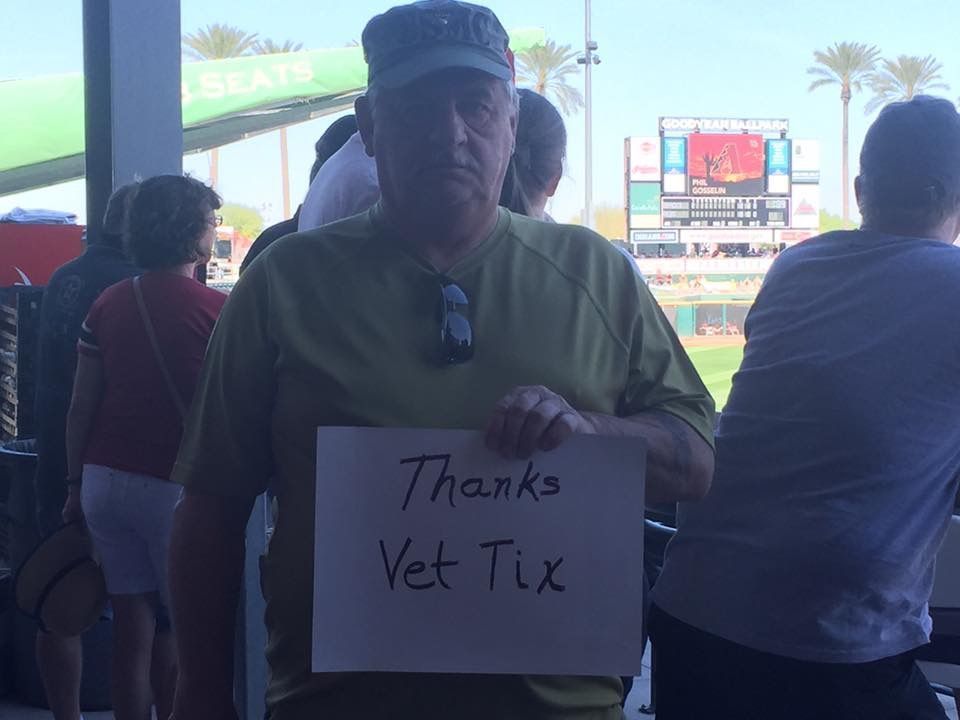 & SEATS
GOODYEAR BALLPARK
PHIL
GOSSELIN
Thanks
Vet Tix